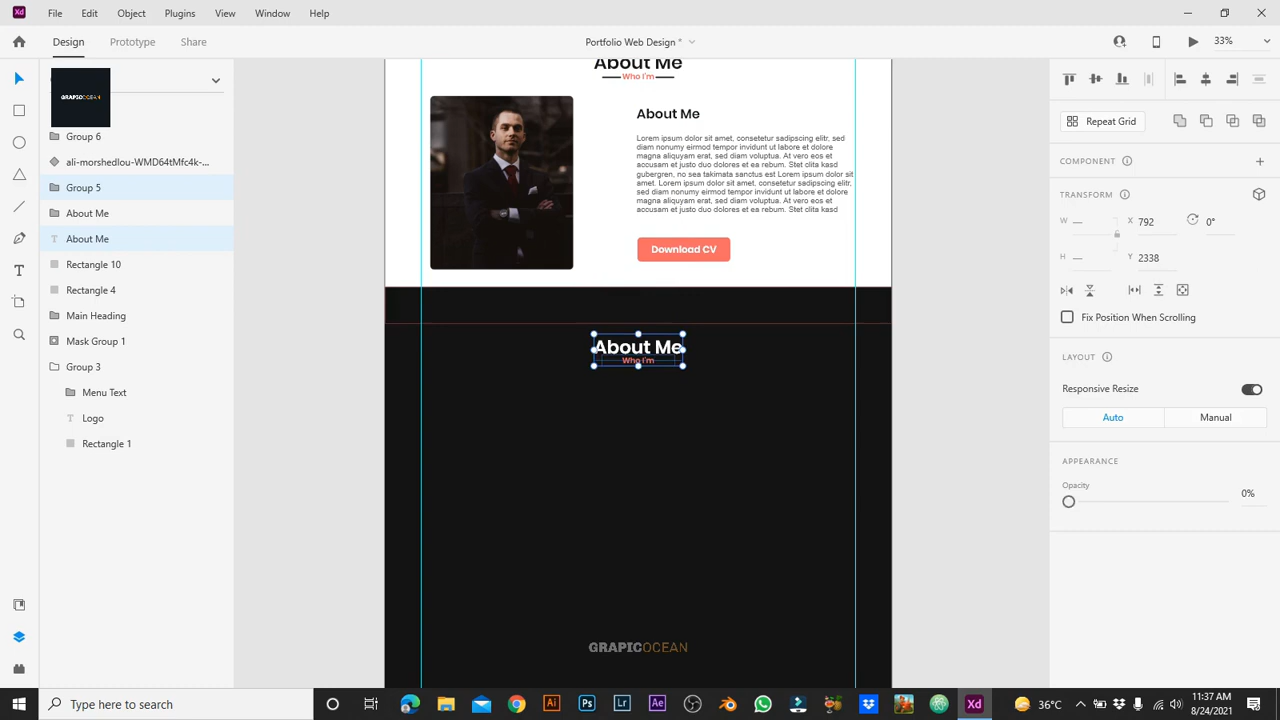 Xd File Edit Object Plugins View Window Help
Design Prototype Share
Portfolio Web Design *
33%
GRAPICOCEAN
Group 6
ali-morshedlou-WMD64tMfc4k-...
Group 5
About Me
About Me
Rectangle 10
Rectangle 4
Main Heading
Mask Group 1
Group 3
Menu Text
Logo
Rectangle 1
About Me
Who I'm
About Me
Lorem ipsum dolor sit amet, consetetur sadipscing elitr, sed
diam nonumy eirmod tempor invidunt ut labore et dolore
magna aliquyam erat, sed diam voluptua. At vero eos et
accusam et justo duo dolores et ea rebum. Stet clita kasd
gubergren, no sea takimata sanctus est Lorem ipsum dolor sit
amet. Lorem ipsum dolor sit amet, consetetur sadipscing elitr,
sed diam nonumy eirmod tempor invidunt ut labore et dolore
magna aliquyam erat, sed diam voluptua. At vero eos et
accusam et justo duo dolores et ea rebum. Stet clita kasd
Download CV
About Me
Who I'm
GRAPICOCEAN
Repeat Grid
COMPONENT
TRANSFORM
W — X 792 0°
H — Y 2338
Fix Position When Scrolling
LAYOUT
Responsive Resize
Auto Manual
APPEARANCE
Opacity
0%
Type here to search
Ai Ps Lr Ae Xd
36°C
11:37 AM
8/24/2021